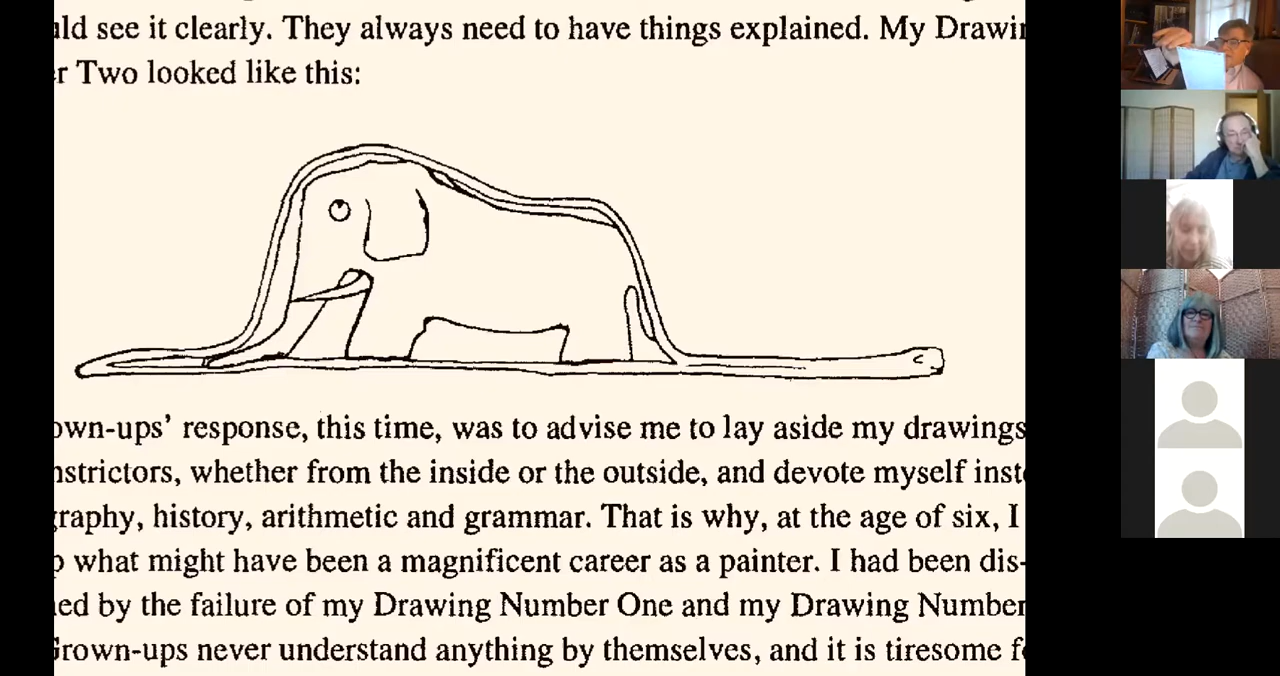 uld see it clearly. They always need to have things explained. My Drawin
r Two looked like this:
own-ups’ response, this time, was to advise me to lay aside my drawings
nstrictors, whether from the inside or the outside, and devote myself inste
graphy, history, arithmetic and grammar. That is why, at the age of six, I
p what might have been a magnificent career as a painter. I had been dis-
ned by the failure of my Drawing Number One and my Drawing Number
Grown-ups never understand anything by themselves, and it is tiresome fo